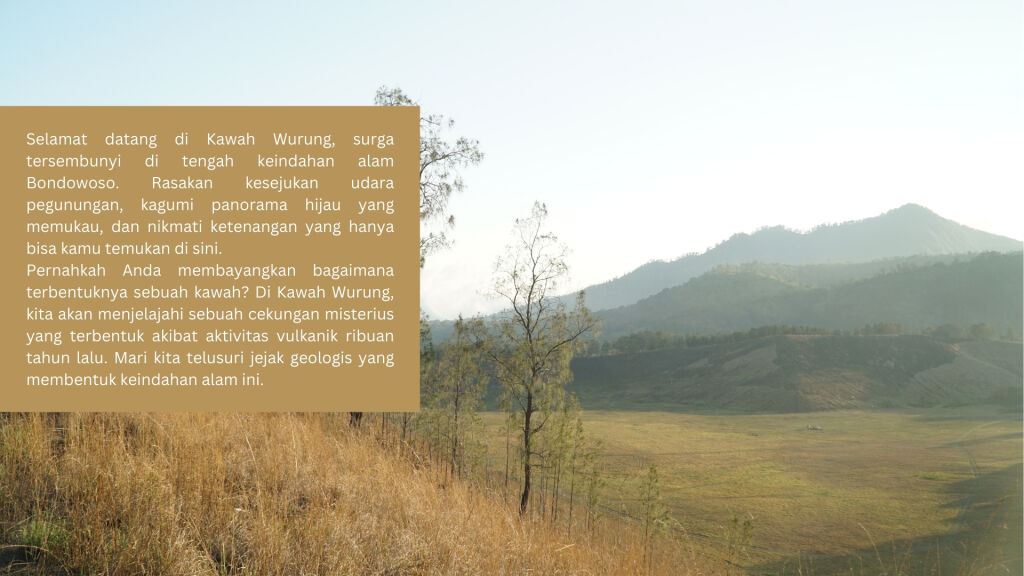 Selamat datang di Kawah Wurung, surga
tersembunyi di tengah keindahan alam
Bondowoso. Rasakan kesejukan udara
pegunungan, kagumi panorama hijau yang
memukau, dan nikmati ketenangan yang hanya
bisa kamu temukan di sini.
Pernahkah Anda membayangkan bagaimana
terbentuknya sebuah kawah? Di Kawah Wurung,
kita akan menjelajahi sebuah cekungan misterius
yang terbentuk akibat aktivitas vulkanik ribuan
tahun lalu. Mari kita telusuri jejak geologis yang
membentuk keindahan alam ini.